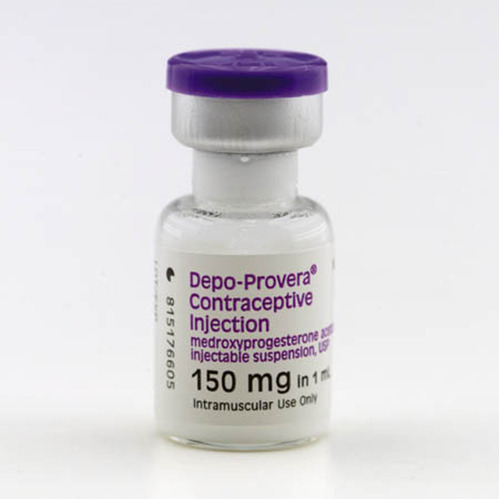 Depo-Provera®
Contraceptive
Injection
medroxyprogesterone
injectable suspension, USP
150 mg in 1 mL
Intramuscular Use Only
815176605